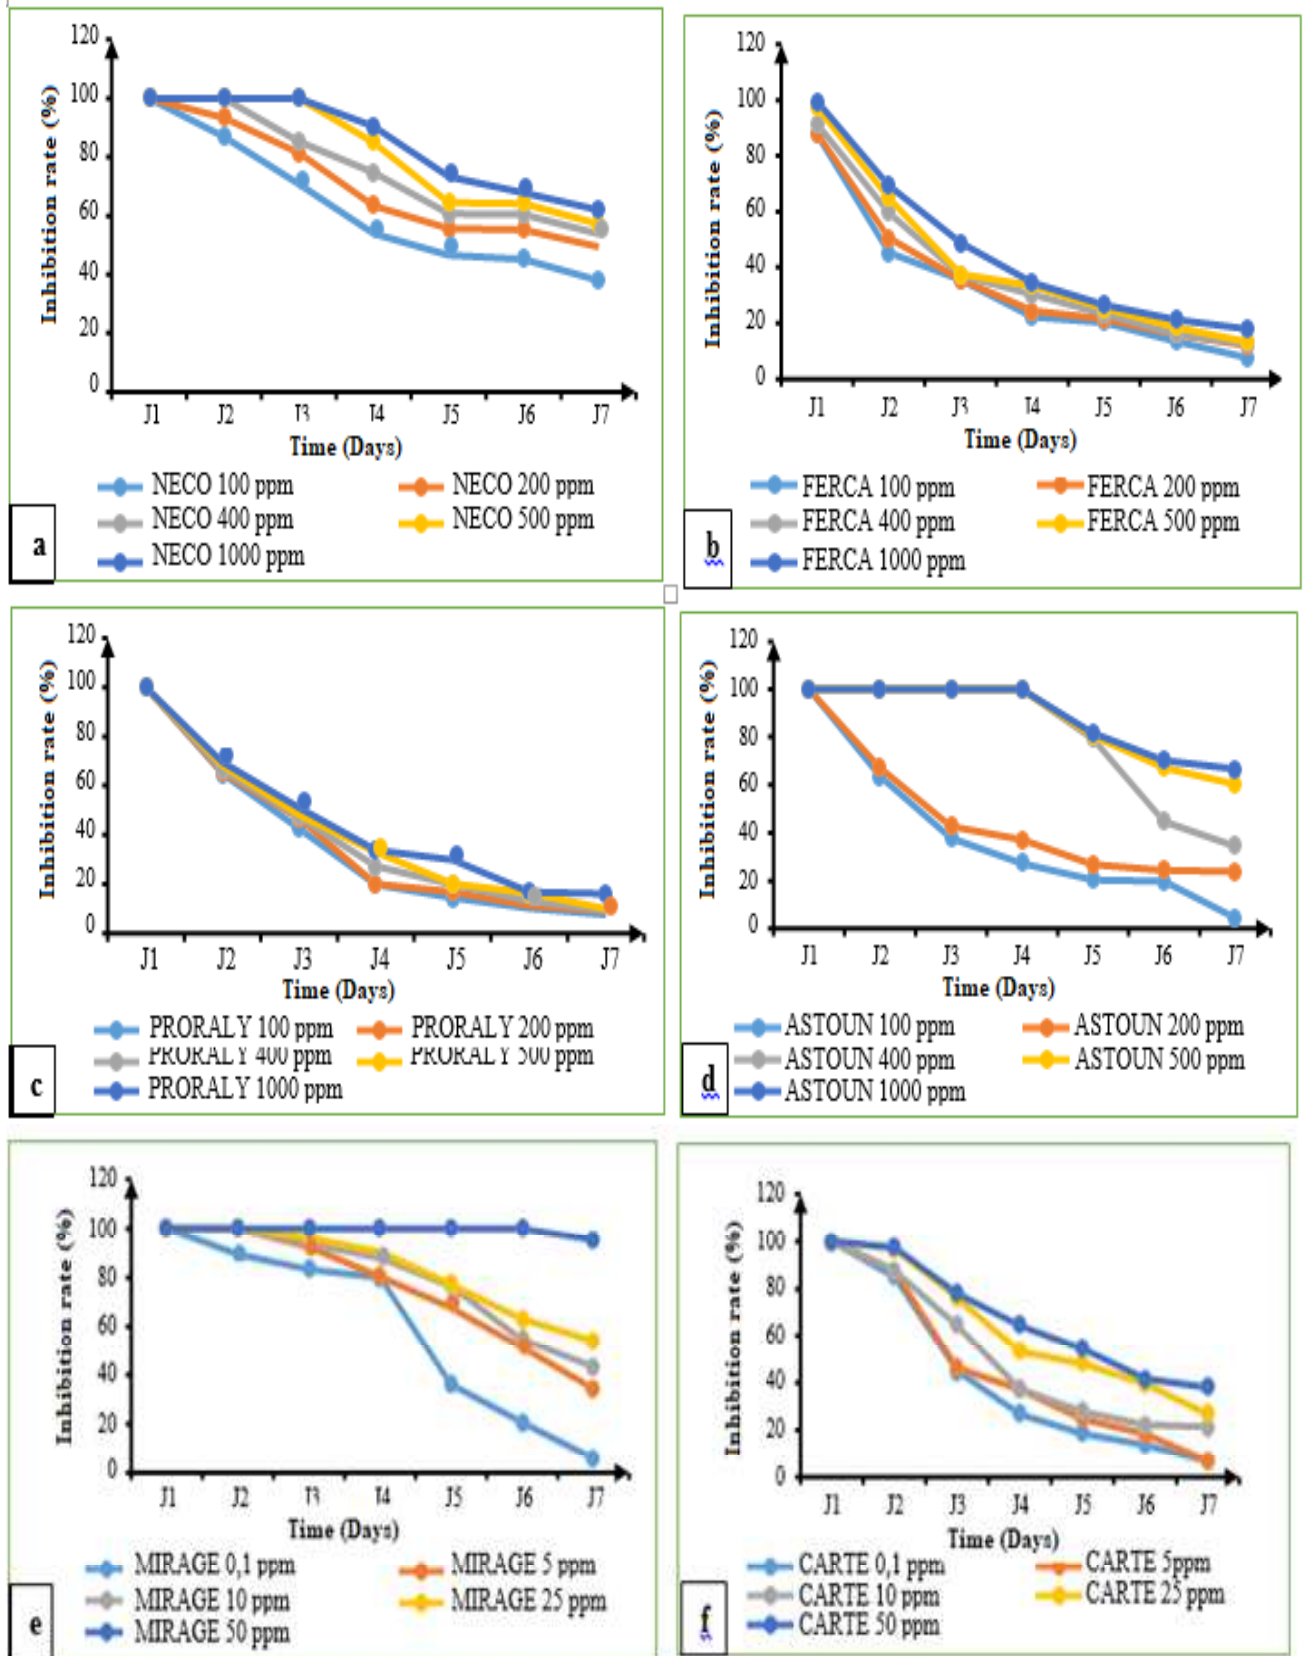 120
100
80
60
40
20
0
Inhibition rate (%)
J1 J2 J3 J4 J5 J6 J7
Time (Days)
NECO 100 ppm NECO 200 ppm
NECO 400 ppm NECO 500 ppm
NECO 1000 ppm
a
120
100
80
60
40
20
0
Inhibition rate (%)
J1 J2 J3 J4 J5 J6 J7
Time (Days)
FERCA 100 ppm FERCA 200 ppm
FERCA 400 ppm FERCA 500 ppm
FERCA 1000 ppm
b
120
100
80
60
40
20
0
Inhibition rate (%)
J1 J2 J3 J4 J5 J6 J7
Time (Days)
PRORALY 100 ppm PRORALY 200 ppm
PRORALY 400 ppm PRORALY 500 ppm
PRORALY 1000 ppm
c
120
100
80
60
40
20
0
Inhibition rate (%)
J1 J2 J3 J4 J5 J6 J7
Time (Days)
ASTOUN 100 ppm ASTOUN 200 ppm
ASTOUN 400 ppm ASTOUN 500 ppm
ASTOUN 1000 ppm
d
120
100
80
60
40
20
0
Inhibition rate (%)
J1 J2 J3 J4 J5 J6 J7
Time (Days)
MIRAGE 0,1 ppm MIRAGE 5 ppm
MIRAGE 10 ppm MIRAGE 25 ppm
MIRAGE 50 ppm
e
120
100
80
60
40
20
0
Inhibition rate (%)
J1 J2 J3 J4 J5 J6 J7
Time (Days)
CARTE 0,1 ppm CARTE 5ppm
CARTE 10 ppm CARTE 25 ppm
CARTE 50 ppm
f